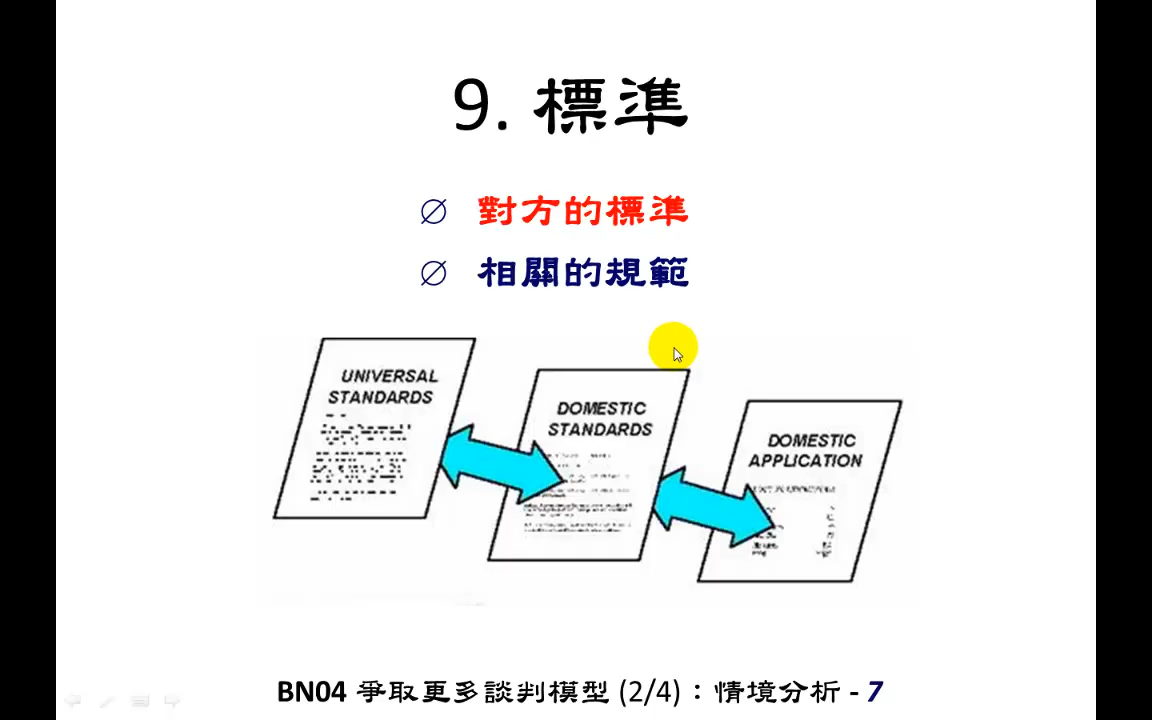 9. 標準
∅ 對方的標準
∅ 相關的規範
UNIVERSAL
STANDARDS
DOMESTIC
STANDARDS
DOMESTIC
APPLICATION
BN04 爭取更多談判模型 (2/4)：情境分析 - 7